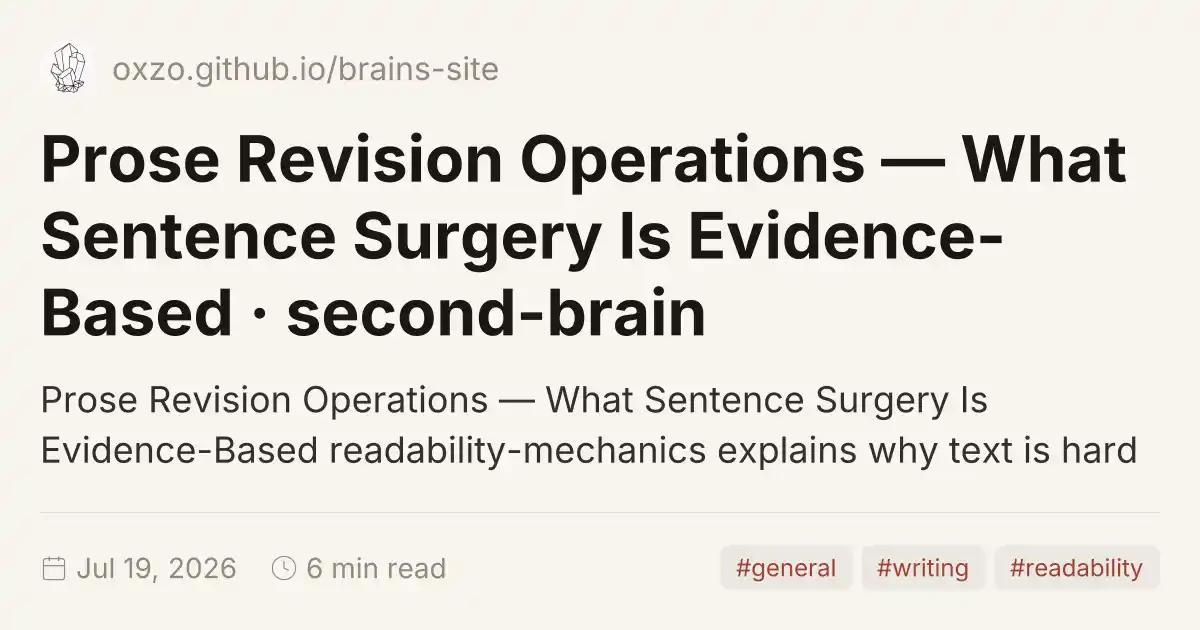 oxzo.github.io/brains-site
Prose Revision Operations — What
Sentence Surgery Is Evidence-
Based · second-brain
Prose Revision Operations — What Sentence Surgery Is
Evidence-Based readability-mechanics explains why text is hard
Jul 19, 2026 6 min read #general #writing #readability